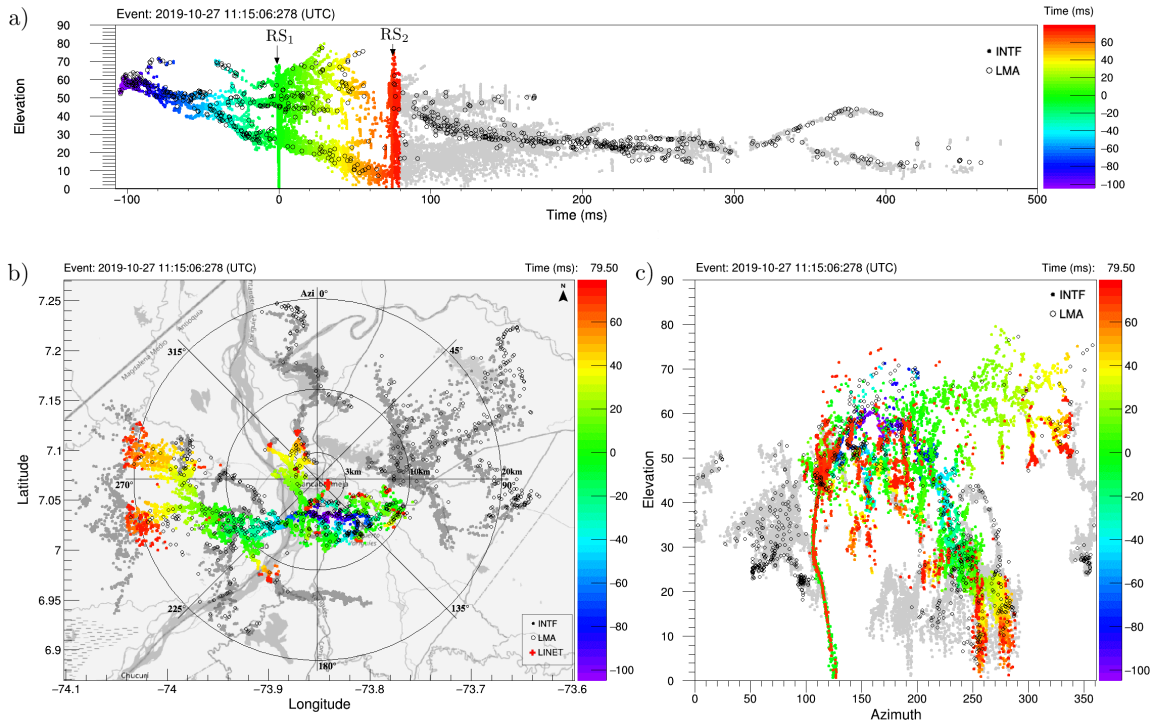 a)
Event: 2019-10-27 11:15:06:278 (UTC)
Time (ms)
RS1
RS2
INTF
LMA
Elevation
90
80
70
60
50
40
30
20
10
0
−100
0
100
200
300
400
500
Time (ms)
60
40
20
0
−20
−40
−60
−80
−100
b)
Event: 2019-10-27 11:15:06:278 (UTC)
Time (ms): 79.50
N
Azi 0°
45°
90°
135°
180°
225°
270°
315°
3km
10km
20km
Antioquia
Magdalena Medio
Chucuri
INTF
LMA
LINET
Latitude
7.25
7.2
7.15
7.1
7.05
7
6.95
6.9
−74.1
−74
−73.9
−73.8
−73.7
−73.6
Longitude
60
40
20
0
−20
−40
−60
−80
−100
c)
Event: 2019-10-27 11:15:06:278 (UTC)
Time (ms): 79.50
INTF
LMA
Elevation
90
80
70
60
50
40
30
20
10
0
0
50
100
150
200
250
300
350
Azimuth
60
40
20
0
−20
−40
−60
−80
−100